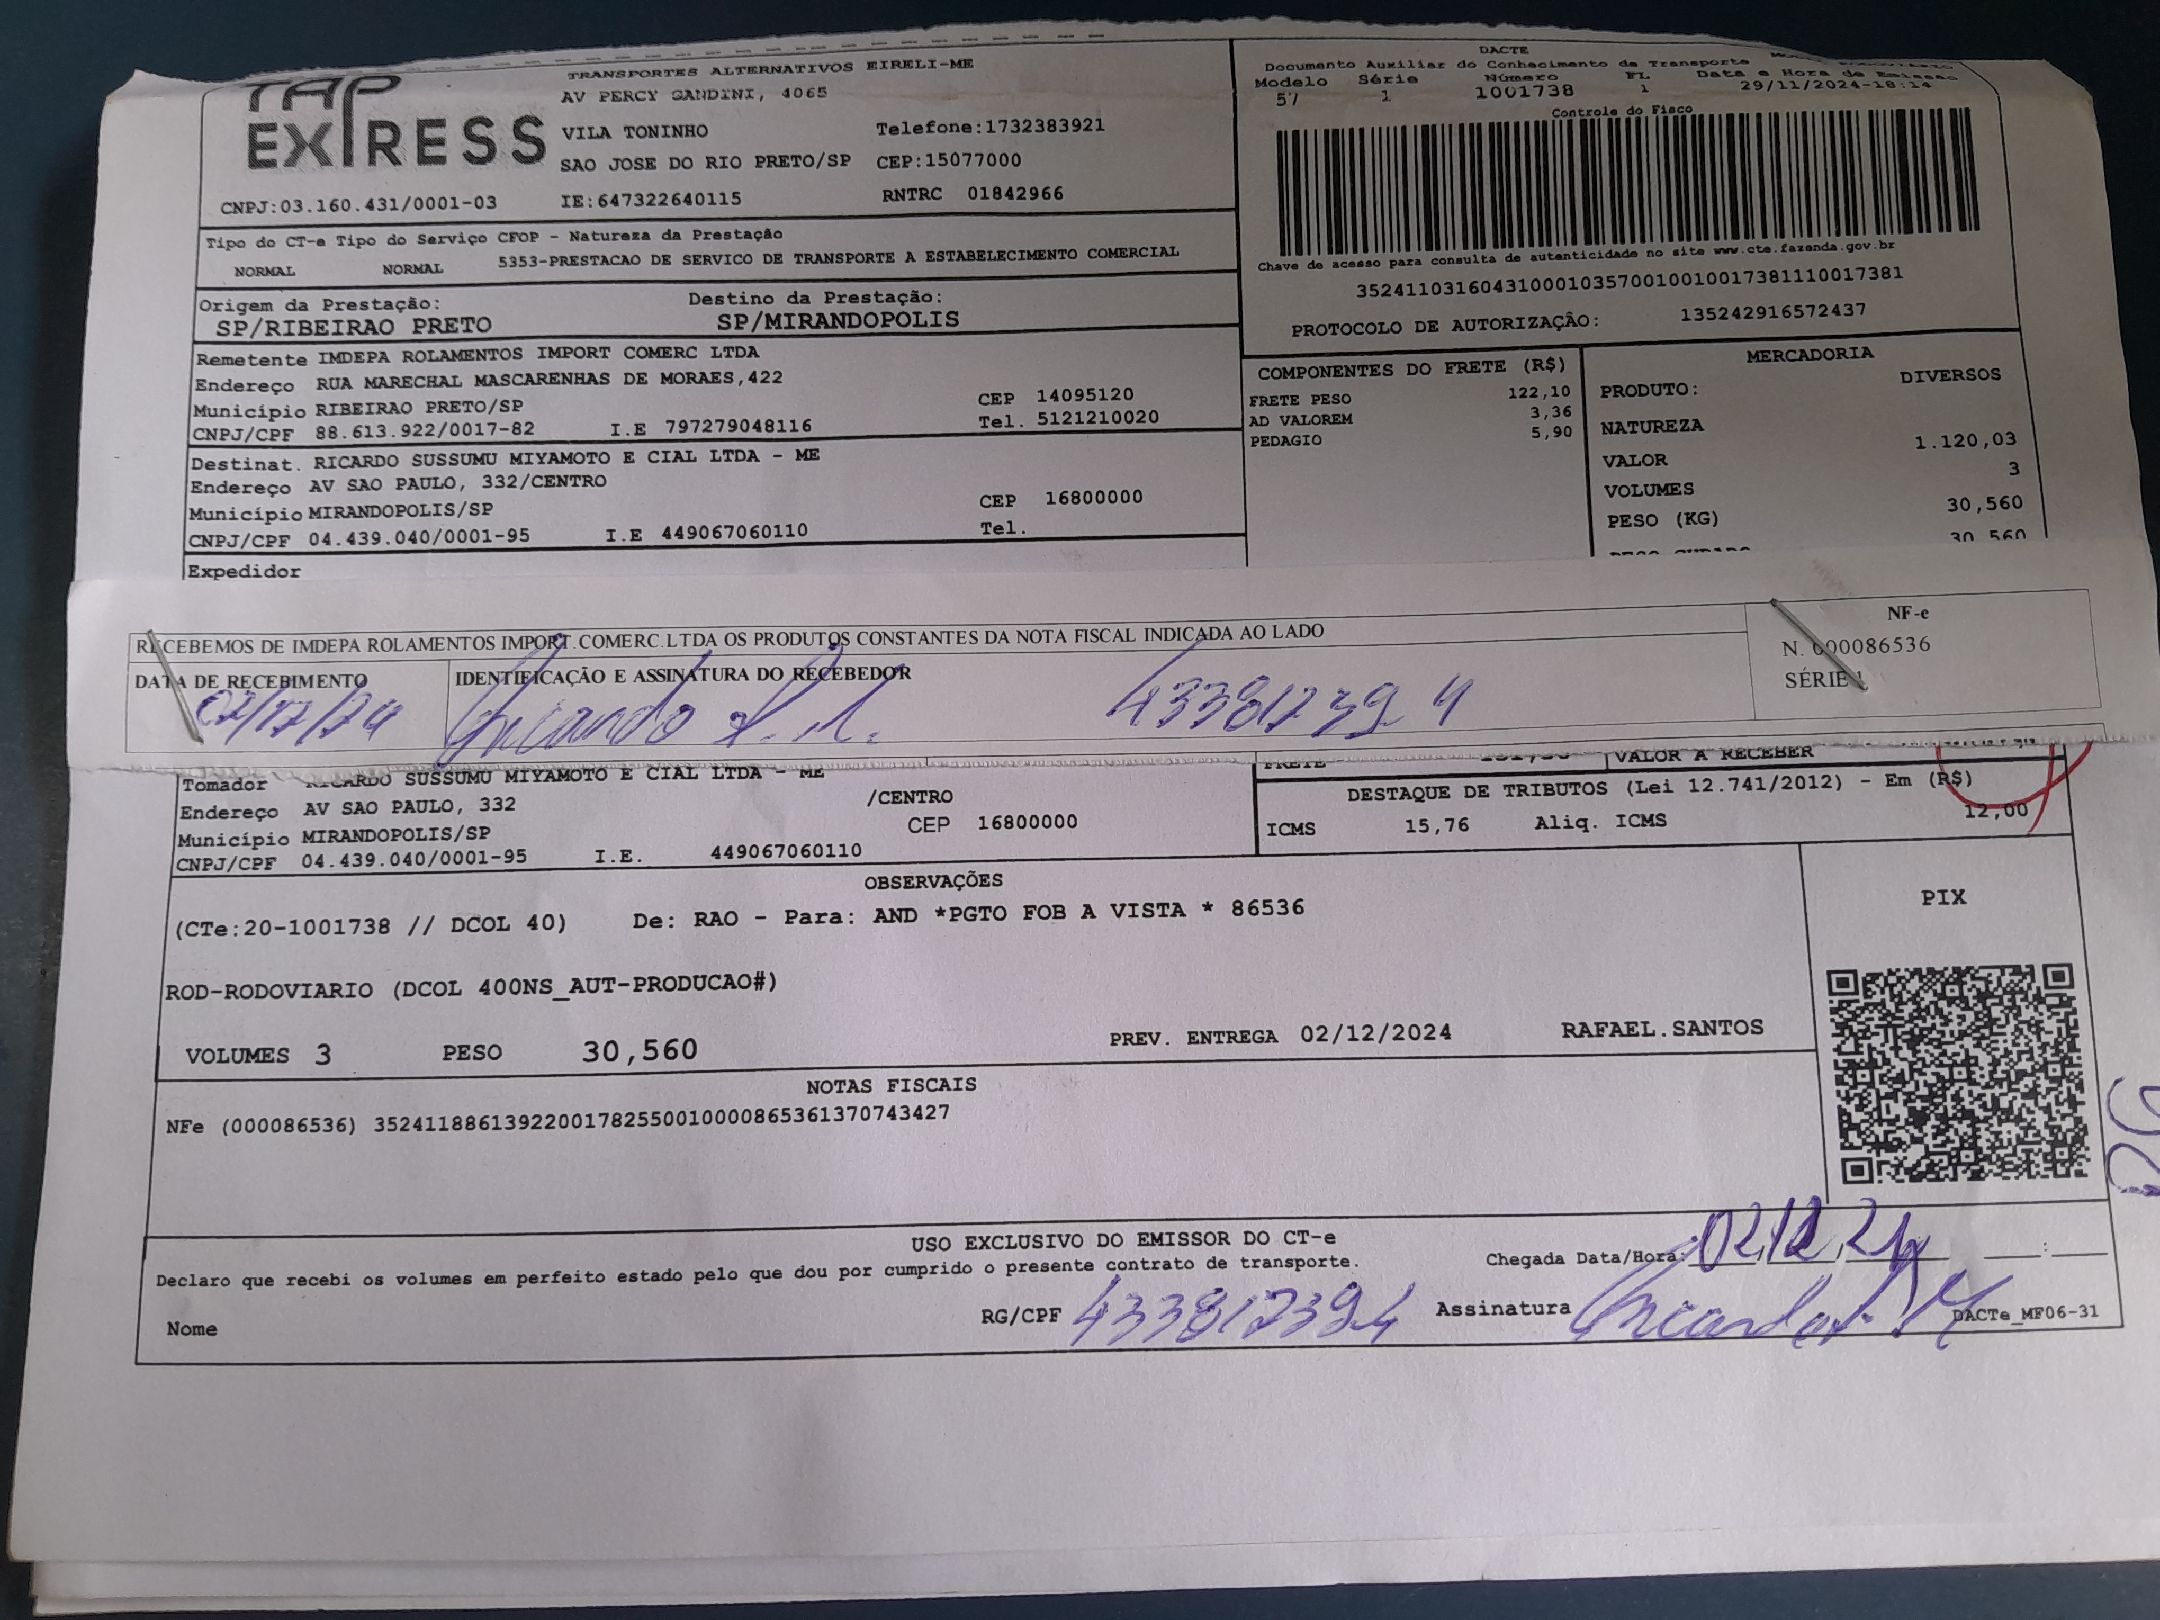 TAP EXPRESS
TRANSPORTES ALTERNATIVOS EIRELI-ME
AV PERCY GANDINI, 4065
VILA TONINHO Telefone:1732383921
SAO JOSE DO RIO PRETO/SP CEP:15077000
CNPJ:03.160.431/0001-03 IE:647322640115 RNTRC 01842966
DACTE
Documento Auxiliar do Conhecimento de Transporte
Modelo Série Número FL Data e Hora de Emissao
57 1 1001738 1 29/11/2024-18:14
Controle do Fisco
Chave de acesso para consulta de autenticidade no site www.cte.fazenda.gov.br
35241103160431000103570010010017381110017381
PROTOCOLO DE AUTORIZAÇÃO: 135242916572437
Tipo do CT-e Tipo do Serviço CFOP - Natureza da Prestação
NORMAL NORMAL 5353-PRESTACAO DE SERVICO DE TRANSPORTE A ESTABELECIMENTO COMERCIAL
Origem da Prestação: Destino da Prestação:
SP/RIBEIRAO PRETO SP/MIRANDOPOLIS
Remetente IMDEPA ROLAMENTOS IMPORT COMERC LTDA
Endereço RUA MARECHAL MASCARENHAS DE MORAES,422
Município RIBEIRAO PRETO/SP CEP 14095120
CNPJ/CPF 88.613.922/0017-82 I.E 797279048116 Tel. 5121210020
Destinat. RICARDO SUSSUMU MIYAMOTO E CIAL LTDA - ME
Endereço AV SAO PAULO, 332/CENTRO
Município MIRANDOPOLIS/SP CEP 16800000
CNPJ/CPF 04.439.040/0001-95 I.E 449067060110 Tel.
Expedidor
COMPONENTES DO FRETE (R$)
FRETE PESO 122,10
AD VALOREM 3,36
PEDAGIO 5,90
MERCADORIA
PRODUTO: DIVERSOS
NATUREZA
VALOR 1.120,03
VOLUMES 3
PESO (KG) 30,560
30,560
RECEBEMOS DE IMDEPA ROLAMENTOS IMPORT.COMERC.LTDA OS PRODUTOS CONSTANTES DA NOTA FISCAL INDICADA AO LADO
DATA DE RECEBIMENTO IDENTIFICAÇÃO E ASSINATURA DO RECEBEDOR
02/12/24 43381739 4
NF-e
N. 000086536
SÉRIE 1
FRETE VALOR A RECEBER
Tomador RICARDO SUSSUMU MIYAMOTO E CIAL LTDA - ME
Endereço AV SAO PAULO, 332 /CENTRO
Município MIRANDOPOLIS/SP CEP 16800000
CNPJ/CPF 04.439.040/0001-95 I.E. 449067060110
DESTAQUE DE TRIBUTOS (Lei 12.741/2012) - Em (R$)
ICMS 15,76 Aliq. ICMS 12,00
OBSERVAÇÕES
(CTe:20-1001738 // DCOL 40) De: RAO - Para: AND *PGTO FOB A VISTA * 86536
ROD-RODOVIARIO (DCOL 400NS_AUT-PRODUCAO#)
VOLUMES 3 PESO 30,560 PREV. ENTREGA 02/12/2024 RAFAEL.SANTOS
PIX
NOTAS FISCAIS
NFe (000086536) 35241188613922001782550010000865361370743427
USO EXCLUSIVO DO EMISSOR DO CT-e
Declaro que recebi os volumes em perfeito estado pelo que dou por cumprido o presente contrato de transporte.
Chegada Data/Hora: 02/12/24 :
Nome RG/CPF 433817394 Assinatura
DACTe_MF06-31